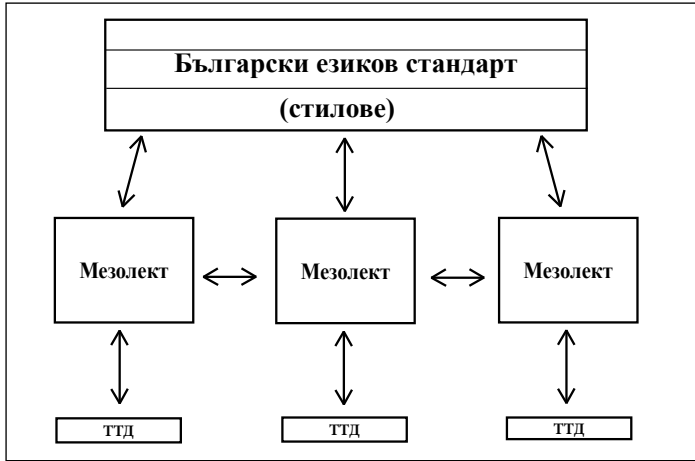 Български езиков стандарт
(стилове)
Мезолект
Мезолект
Мезолект
ТТД
ТТД
ТТД